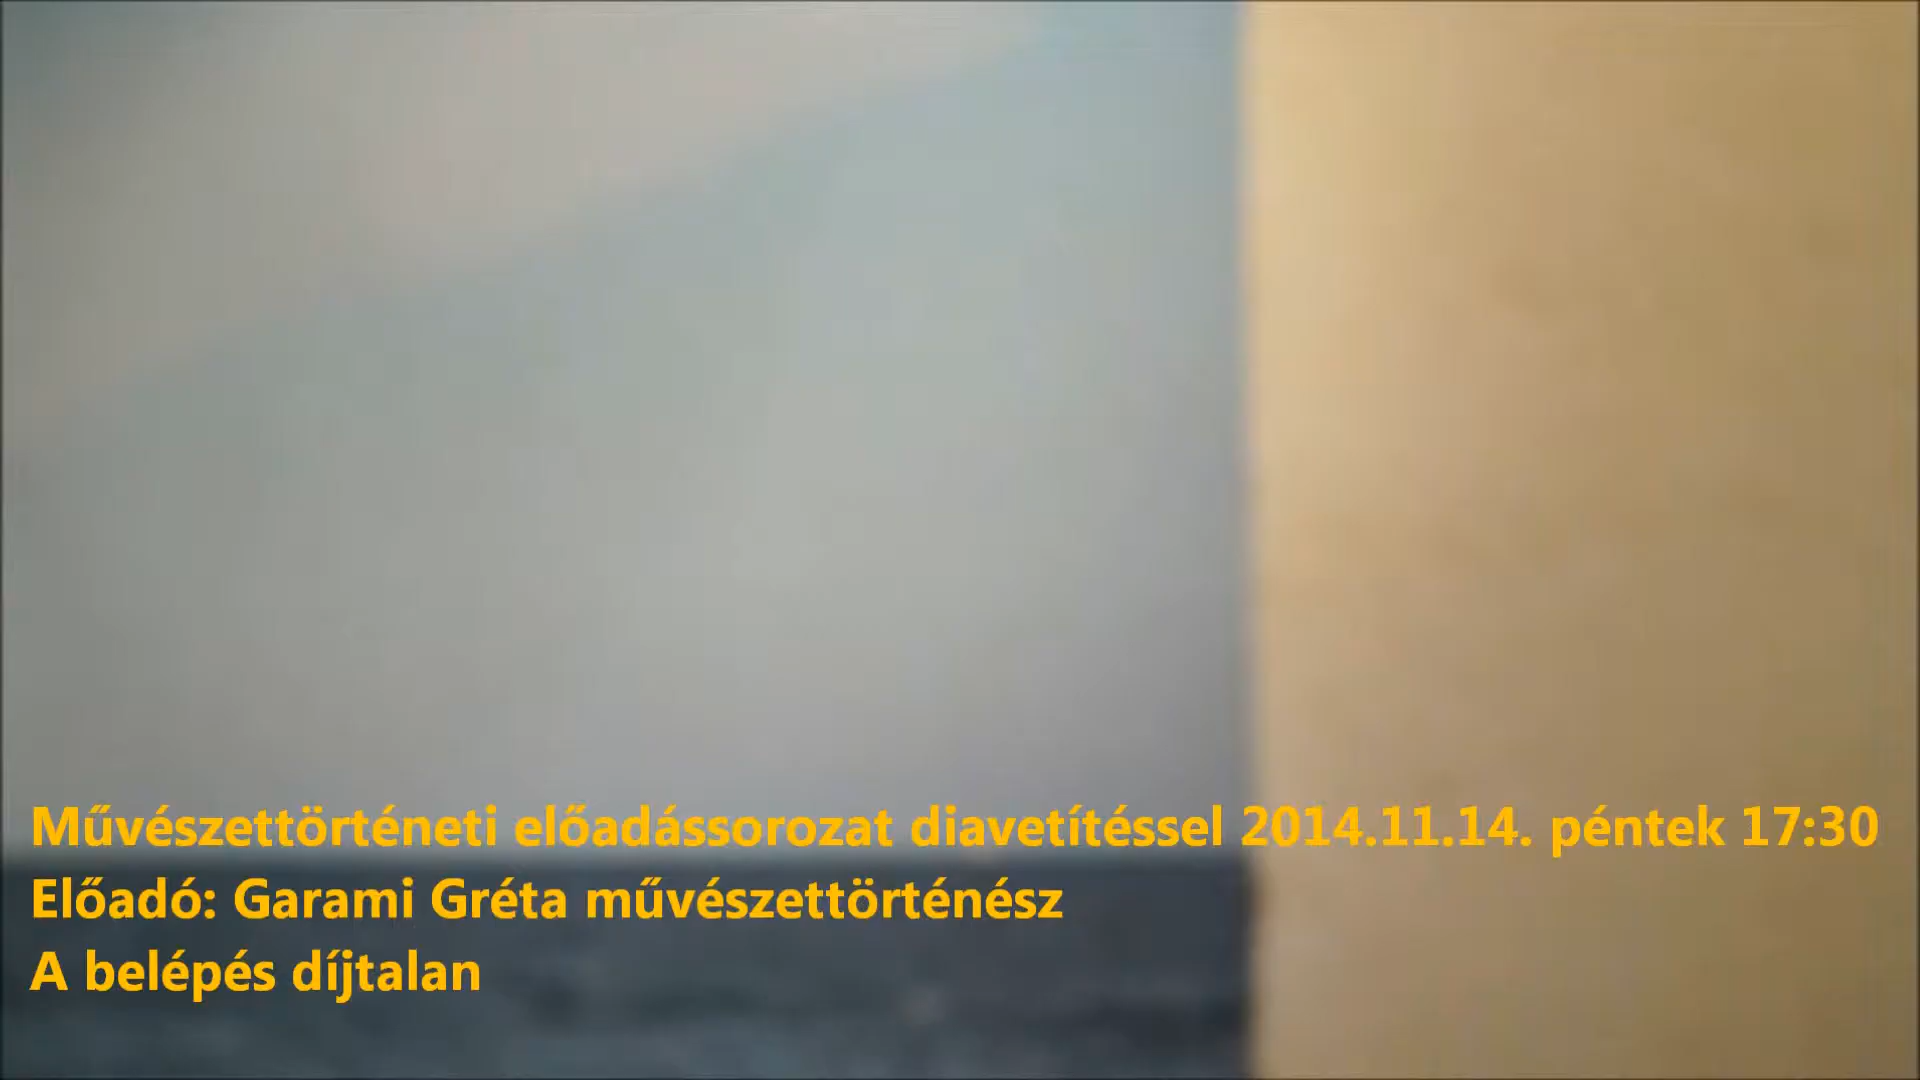 Művészettörténeti előadássorozat diavetítéssel 2014.11.14. péntek 17:30
Előadó: Garami Gréta művészettörténész
A belépés díjtalan